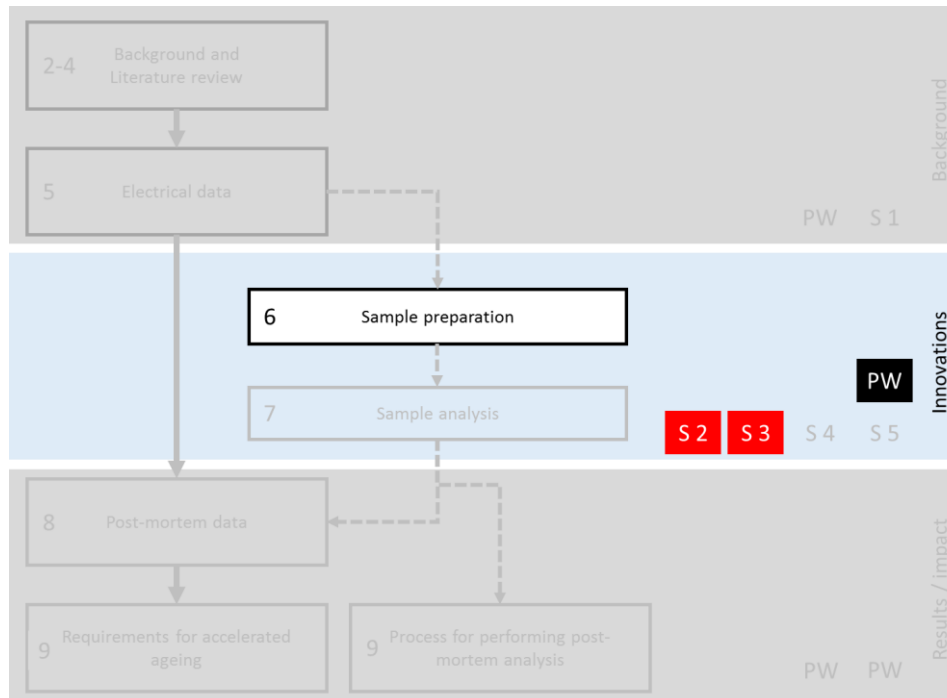 2-4
Background and
Literature review
Background
5
Electrical data
PW
S 1
6
Sample preparation
Innovations
PW
7
Sample analysis
S 2
S 3
S 4
S 5
8
Post-mortem data
Results / impact
9
Requirements for accelerated
ageing
9
Process for performing post-
mortem analysis
PW
PW